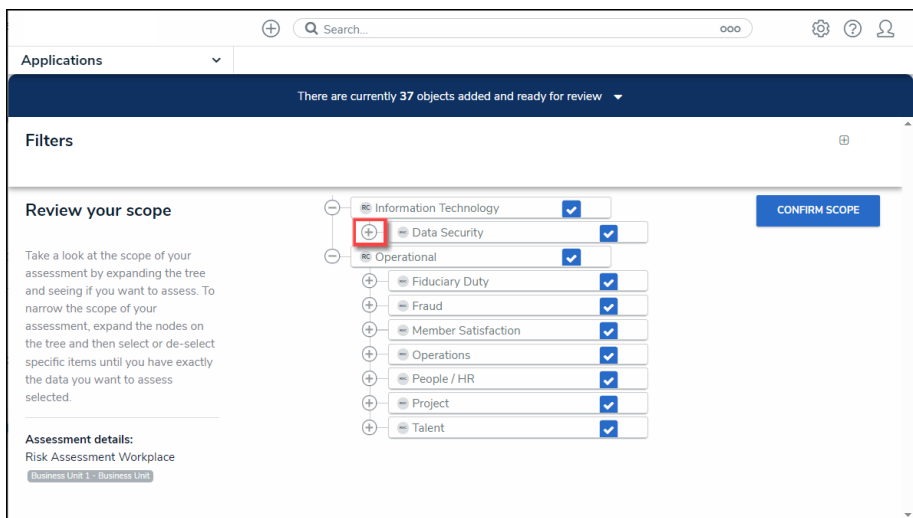 Search...
Applications
There are currently 37 objects added and ready for review
Filters
Review your scope
Take a look at the scope of your
assessment by expanding the tree
and seeing if you want to assess. To
narrow the scope of your
assessment, expand the nodes on
the tree and then select or de-select
specific items until you have exactly
the data you want to assess
selected.
Assessment details:
Risk Assessment Workplace
Business Unit 1 - Business Unit
RC Information Technology
Data Security
RC Operational
Fiduciary Duty
Fraud
Member Satisfaction
Operations
People / HR
Project
Talent
CONFIRM SCOPE